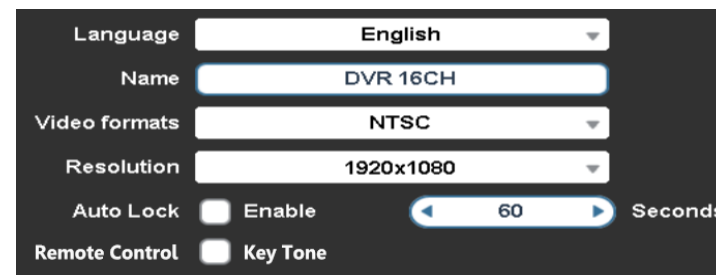 Language English
Name DVR 16CH
Video formats NTSC
Resolution 1920x1080
Auto Lock Enable 60 Seconds
Remote Control Key Tone